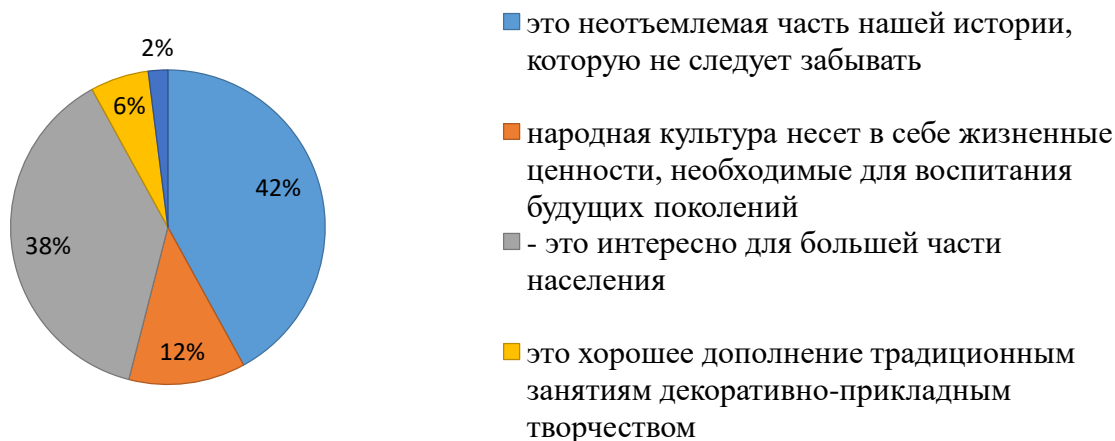 2%
6%
42%
38%
12%
это неотъемлемая часть нашей истории,
которую не следует забывать
народная культура несет в себе жизненные
ценности, необходимые для воспитания
будущих поколений
- это интересно для большей части
населения
это хорошее дополнение традиционным
занятиям декоративно-прикладным
творчеством